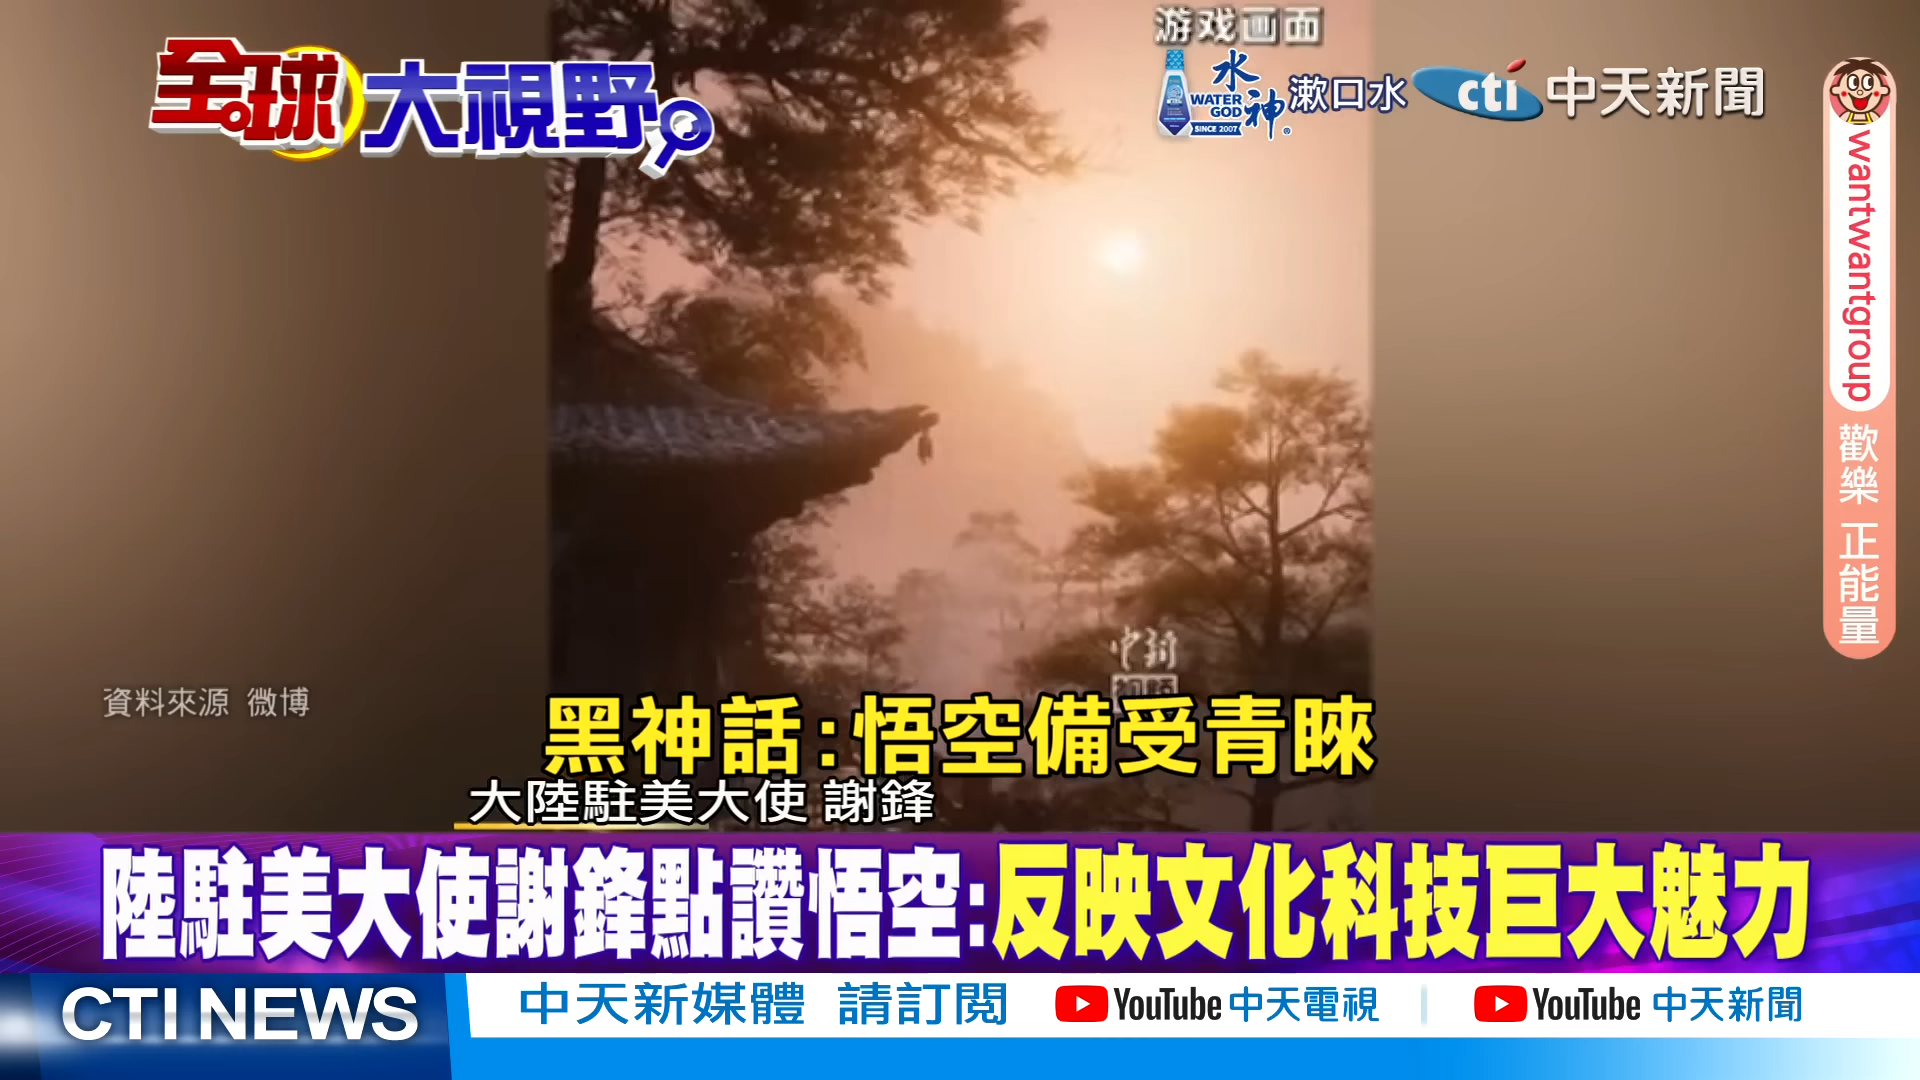 游戏画面
全球大視野
水神
WATER GOD
SINCE 2007
漱口水
cti 中天新聞
wantwantgroup
歡樂 正能量
中新
視頻
資料來源 微博
黑神話:悟空備受青睞
大陸駐美大使 謝鋒
陸駐美大使謝鋒點讚悟空:反映文化科技巨大魅力
CTI NEWS
中天新媒體 請訂閱 YouTube 中天電視 YouTube 中天新聞